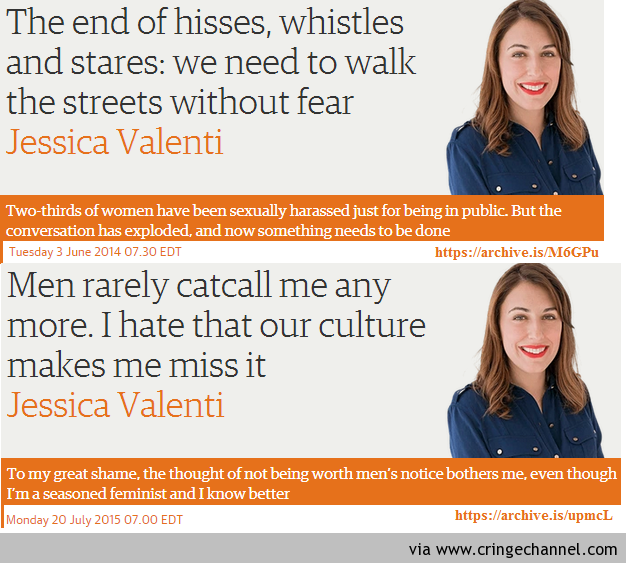 The end of hisses, whistles
and stares: we need to walk
the streets without fear
Jessica Valenti
Two-thirds of women have been sexually harassed just for being in public. But the
conversation has exploded, and now something needs to be done
Tuesday 3 June 2014 07.30 EDT
https://archive.is/M6GPu
Men rarely catcall me any
more. I hate that our culture
makes me miss it
Jessica Valenti
To my great shame, the thought of not being worth men's notice bothers me, even though
I'm a seasoned feminist and I know better
Monday 20 July 2015 07.00 EDT
https://archive.is/upmcL
via www.cringechannel.com